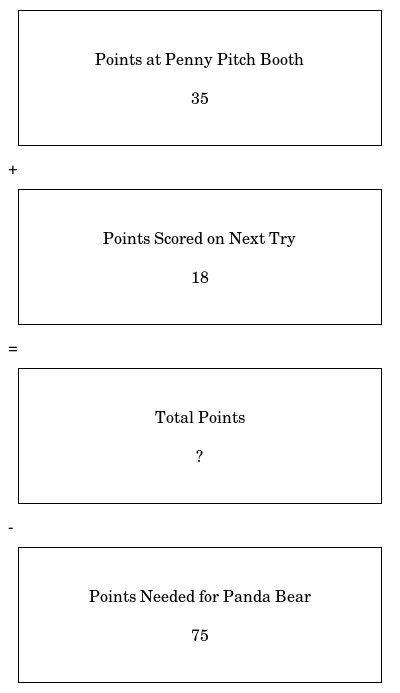 Points at Penny Pitch Booth
35
+
Points Scored on Next Try
18
=
Total Points
?
-
Points Needed for Panda Bear
75